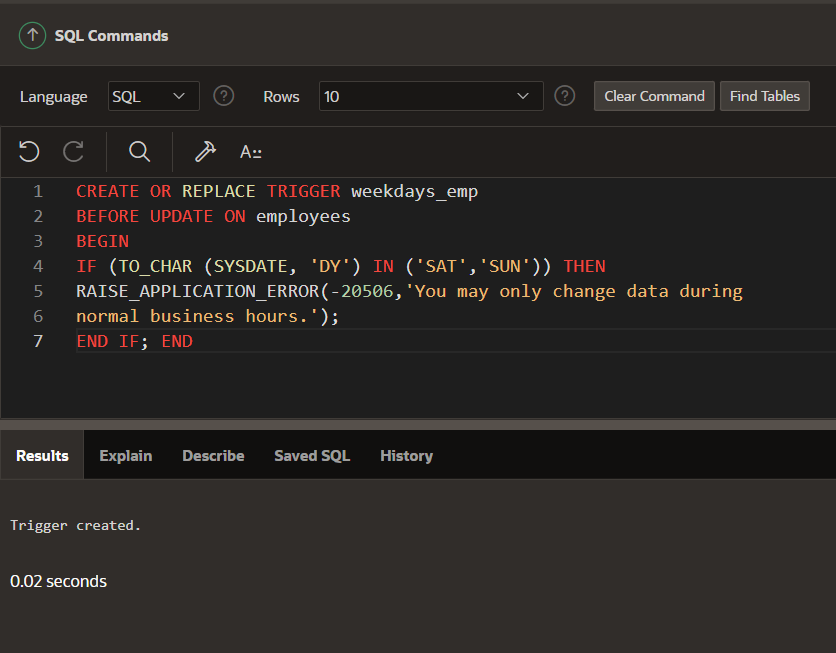 SQL Commands
Language SQL ? Rows 10 ? Clear Command Find Tables
A::
1 CREATE OR REPLACE TRIGGER weekdays_emp
2 BEFORE UPDATE ON employees
3 BEGIN
4 IF (TO_CHAR (SYSDATE, 'DY') IN ('SAT','SUN')) THEN
5 RAISE_APPLICATION_ERROR(-20506,'You may only change data during
6 normal business hours.');
7 END IF; END
Results Explain Describe Saved SQL History
Trigger created.
0.02 seconds